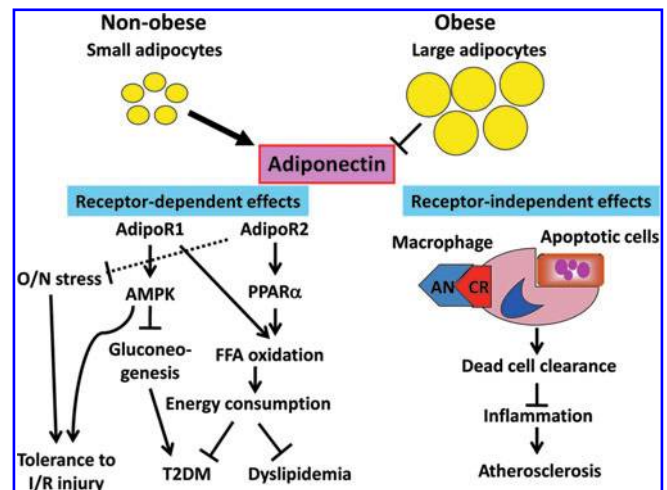 Non-obese
Small adipocytes
Obese
Large adipocytes
Adiponectin
Receptor-dependent effects
Receptor-independent effects
AdipoR1
AdipoR2
O/N stress
AMPK
PPARα
Gluconeo-
genesis
FFA oxidation
Energy consumption
Tolerance to
I/R injury
T2DM
Dyslipidemia
Macrophage
Apoptotic cells
AN
CR
Dead cell clearance
Inflammation
Atherosclerosis